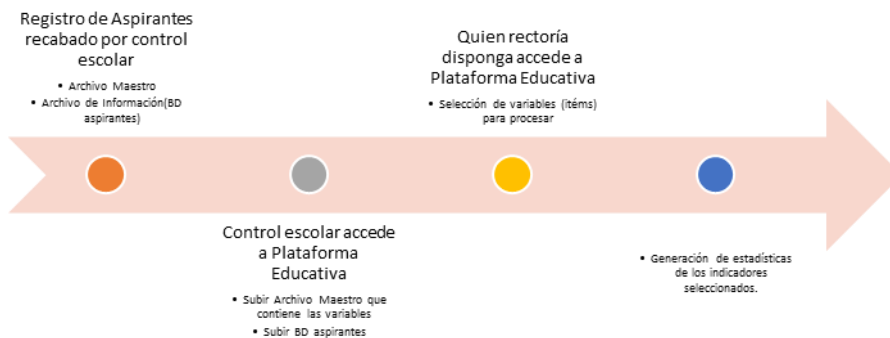 Registro de Aspirantes
recabado por control
escolar
• Archivo Maestro
• Archivo de Información(BD
aspirantes)
Control escolar accede
a Plataforma
Educativa
• Subir Archivo Maestro que
contiene las variables
• Subir BD aspirantes
Quien rectoría
disponga accede a
Plataforma Educativa
• Selección de variables (itéms)
para procesar
• Generación de estadísticas
de los indicadores
seleccionados.